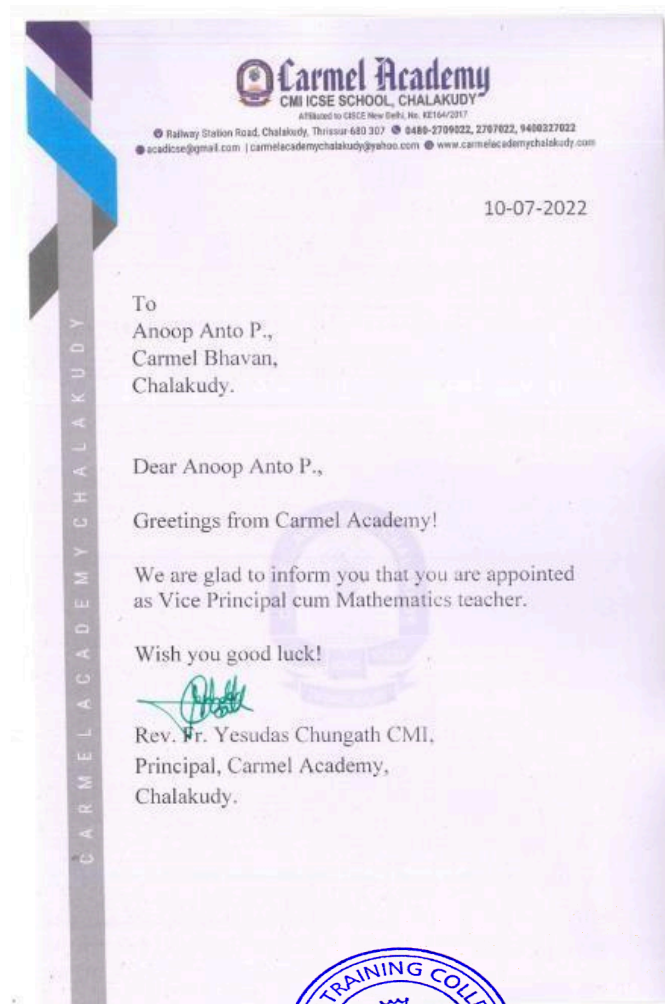 Carmel Academy
CMI ICSE SCHOOL, CHALAKUDY
Affiliated to CISCE New Delhi, No. KE164/2017
Railway Station Road, Chalakudy, Thrissur-680 307 0480-2709022, 2707022, 9400327022
acadicse@gmail.com | carmelacademychalakudy@yahoo.com www.carmelacademychalakudy.com
10-07-2022
To
Anoop Anto P.,
Carmel Bhavan,
Chalakudy.
Dear Anoop Anto P.,
Greetings from Carmel Academy!
We are glad to inform you that you are appointed
as Vice Principal cum Mathematics teacher.
Wish you good luck!
Rev. Fr. Yesudas Chungath CMI,
Principal, Carmel Academy,
Chalakudy.
CARMEL ACADEMY CHALAKUDY
TRAINING COLL